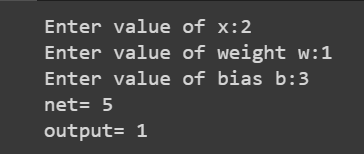 Enter value of x:2
Enter value of weight w:1
Enter value of bias b:3
net= 5
output= 1